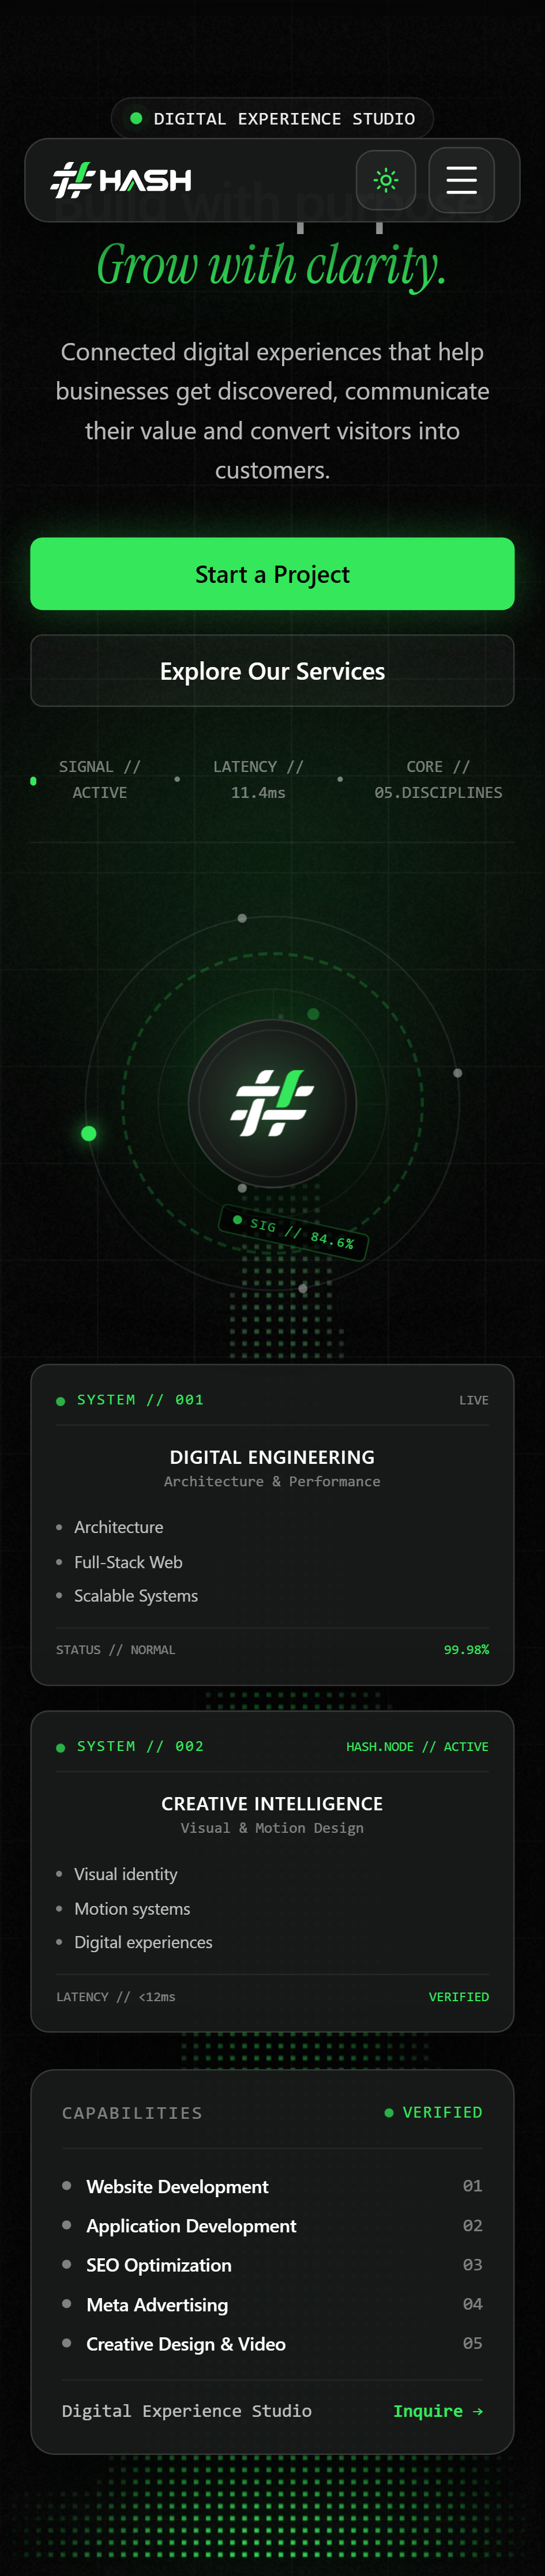 DIGITAL EXPERIENCE STUDIO
HASH
Grow with clarity.
Connected digital experiences that help
businesses get discovered, communicate
their value and convert visitors into
customers.
Start a Project
Explore Our Services
SIGNAL //
ACTIVE
LATENCY //
11.4ms
CORE //
05.DISCIPLINES
SIG // 84.6%
SYSTEM // 001
LIVE
DIGITAL ENGINEERING
Architecture & Performance
Architecture
Full-Stack Web
Scalable Systems
STATUS // NORMAL
99.98%
SYSTEM // 002
HASH.NODE // ACTIVE
CREATIVE INTELLIGENCE
Visual & Motion Design
Visual identity
Motion systems
Digital experiences
LATENCY // <12ms
VERIFIED
CAPABILITIES
VERIFIED
Website Development 01
Application Development 02
SEO Optimization 03
Meta Advertising 04
Creative Design & Video 05
Digital Experience Studio
Inquire →